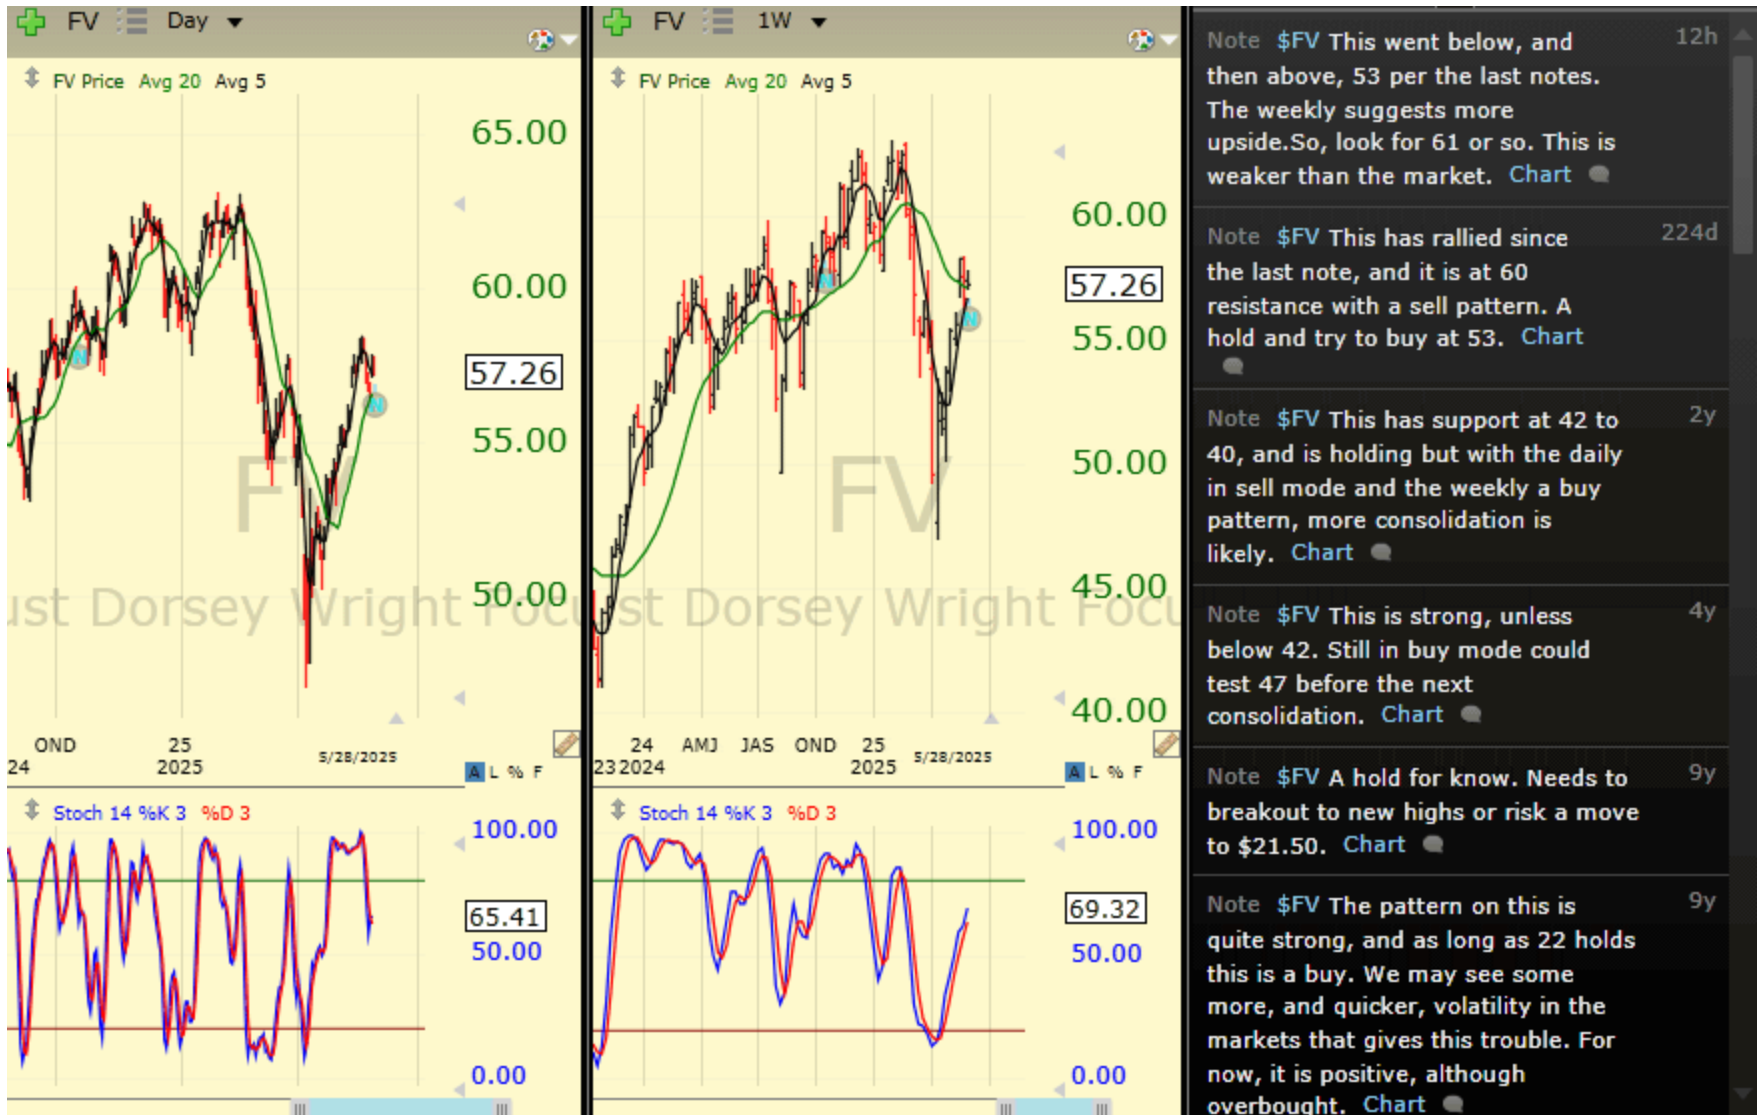 FV Day
FV Price Avg 20 Avg 5
65.00
60.00
57.26
55.00
50.00
FV
ust Dorsey Wright Focu
N
N
OND 25 5/28/2025
24 2025
A L % F
Stoch 14 %K 3 %D 3
100.00
65.41
50.00
0.00
FV 1W
FV Price Avg 20 Avg 5
60.00
57.26
55.00
50.00
45.00
40.00
FV
st Dorsey Wright Focu
N
N
24 AMJ JAS OND 25 5/28/2025
23 2024 2025
A L % F
Stoch 14 %K 3 %D 3
100.00
69.32
50.00
0.00
Note $FV This went below, and 12h
then above, 53 per the last notes.
The weekly suggests more
upside.So, look for 61 or so. This is
weaker than the market. Chart
Note $FV This has rallied since 224d
the last note, and it is at 60
resistance with a sell pattern. A
hold and try to buy at 53. Chart
Note $FV This has support at 42 to 2y
40, and is holding but with the daily
in sell mode and the weekly a buy
pattern, more consolidation is
likely. Chart
Note $FV This is strong, unless 4y
below 42. Still in buy mode could
test 47 before the next
consolidation. Chart
Note $FV A hold for know. Needs to 9y
breakout to new highs or risk a move
to $21.50. Chart
Note $FV The pattern on this is 9y
quite strong, and as long as 22 holds
this is a buy. We may see some
more, and quicker, volatility in the
markets that gives this trouble. For
now, it is positive, although
overbought. Chart